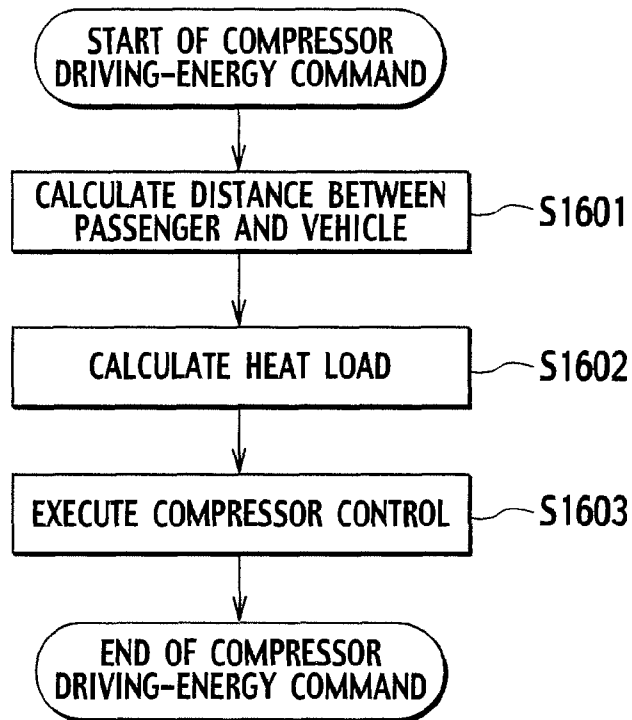 START OF COMPRESSOR
DRIVING-ENERGY COMMAND
CALCULATE DISTANCE BETWEEN
PASSENGER AND VEHICLE
S1601
CALCULATE HEAT LOAD
S1602
EXECUTE COMPRESSOR CONTROL
S1603
END OF COMPRESSOR
DRIVING-ENERGY COMMAND